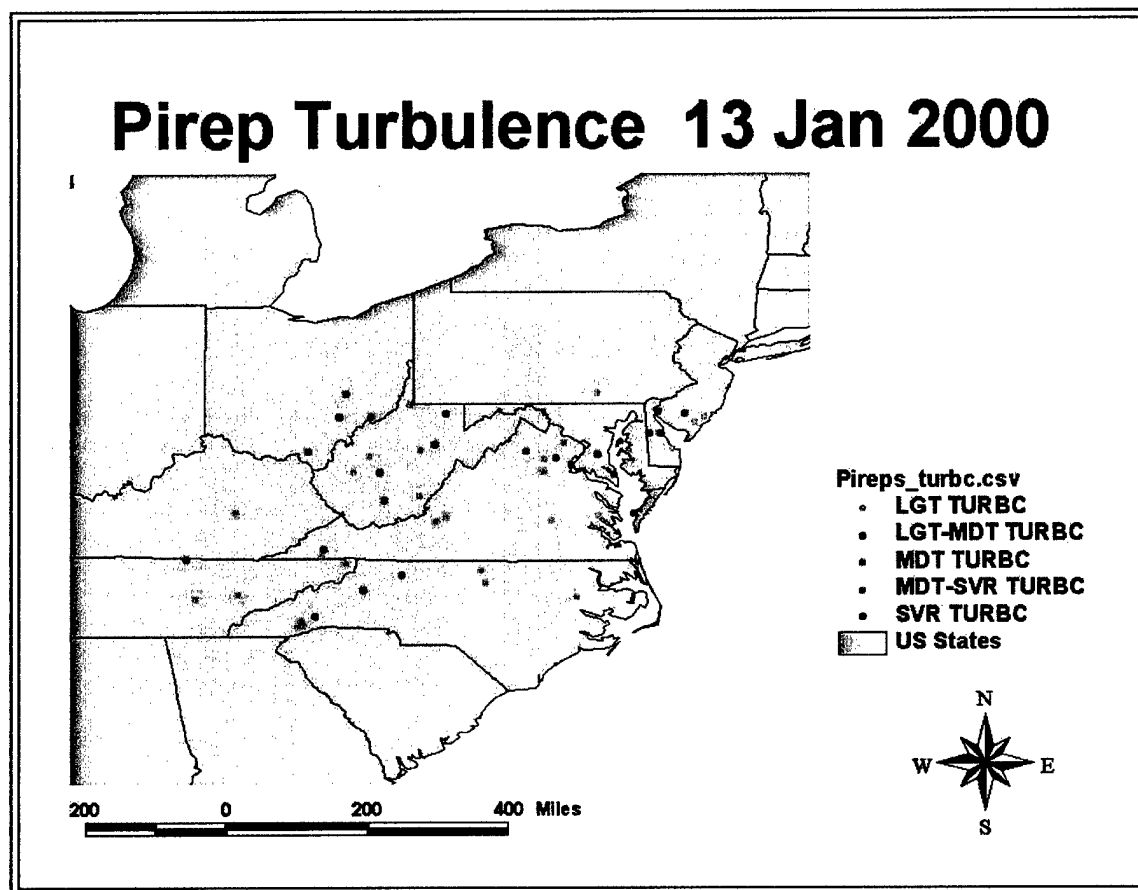 Pirep Turbulence 13 Jan 2000
Pireps_turbc.csv
LGT TURBC
LGT-MDT TURBC
MDT TURBC
MDT-SVR TURBC
SVR TURBC
US States
N
W E
S
200 0 200 400 Miles